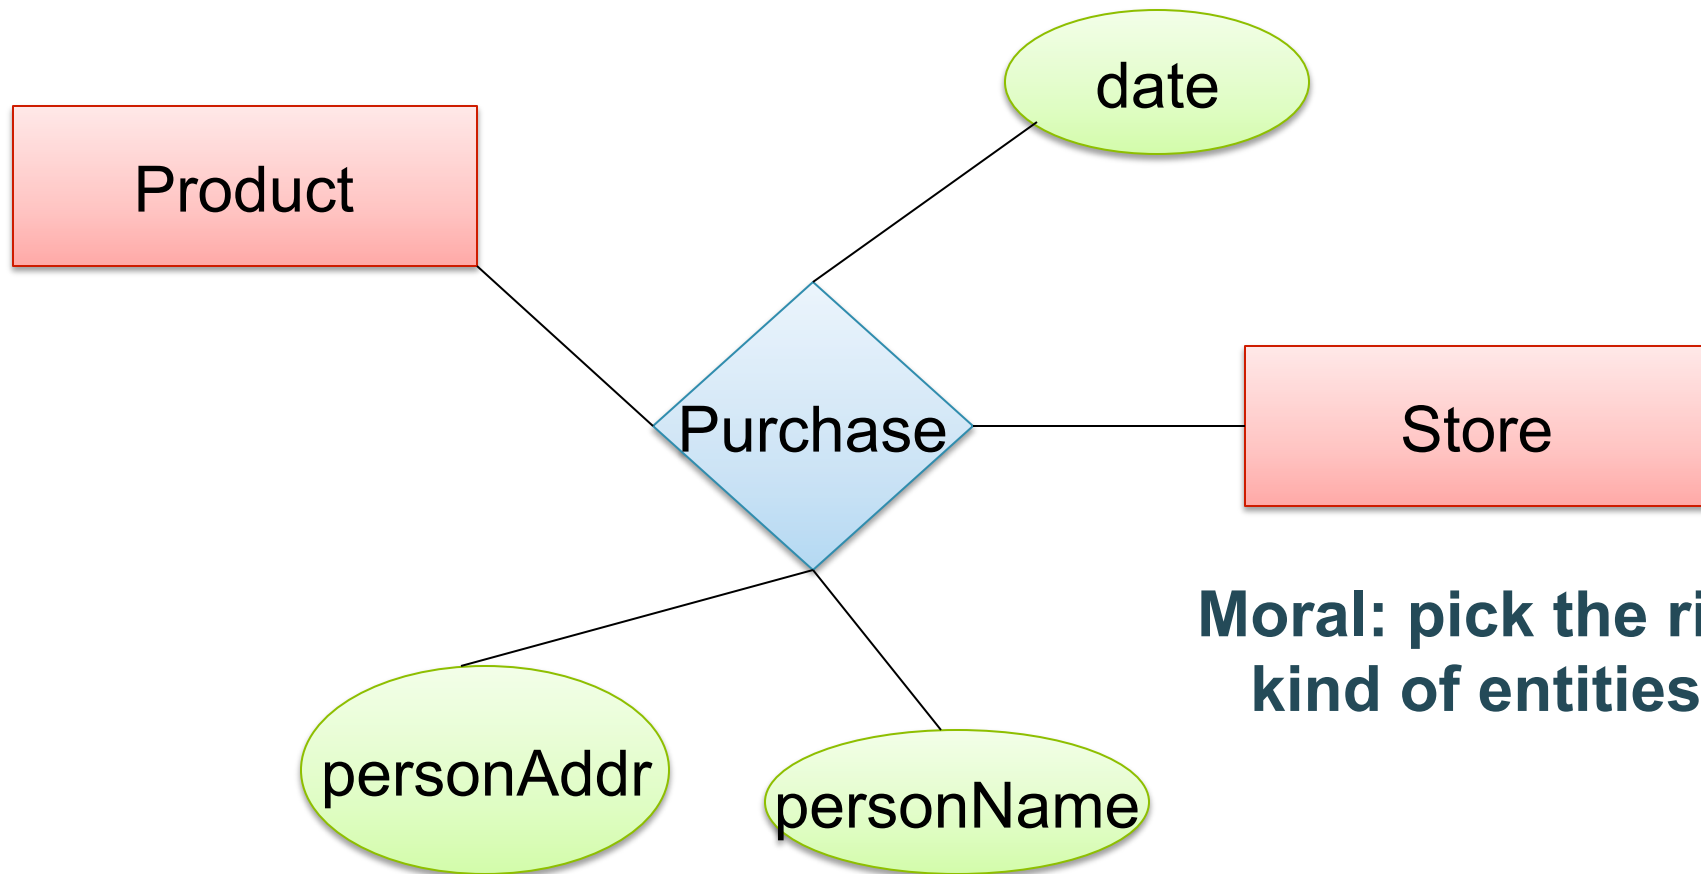 date
Product
Purchase
Store
Moral: pick the ri
kind of entities
personAddr
personName